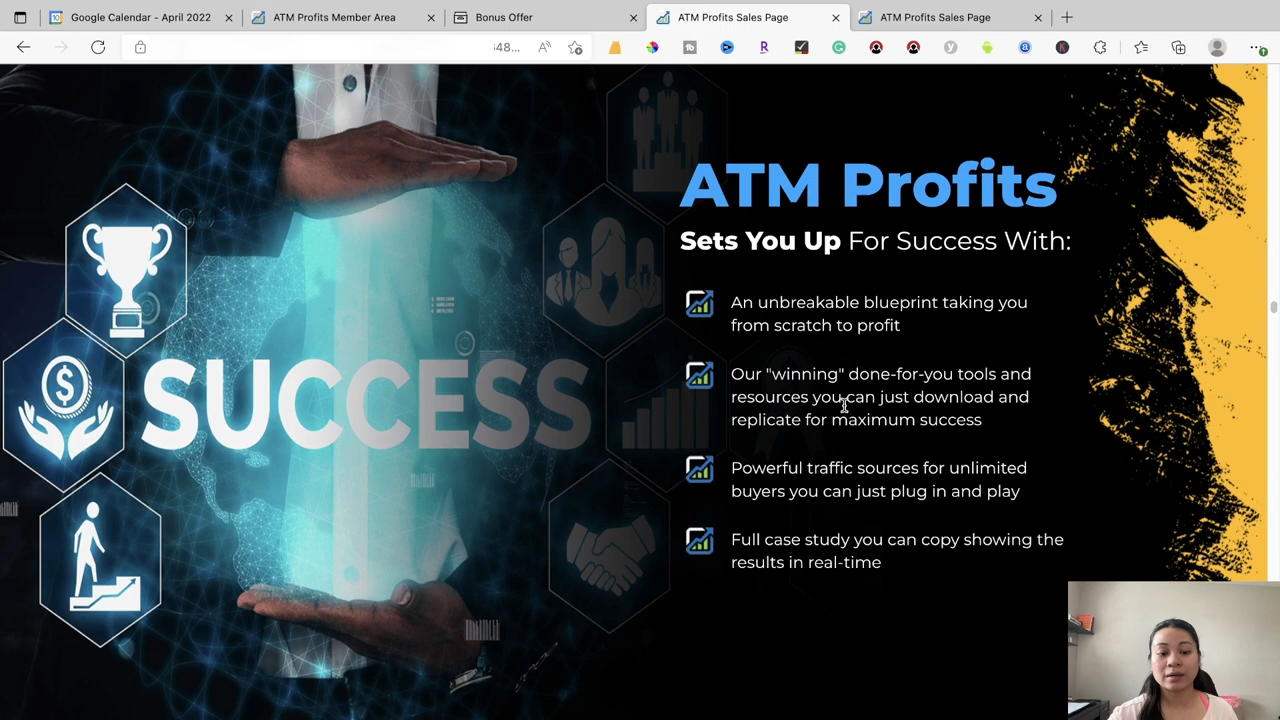 Google Calendar - April 2022
ATM Profits Member Area
Bonus Offer
ATM Profits Sales Page
ATM Profits Sales Page
48...
ATM Profits
Sets You Up For Success With:
An unbreakable blueprint taking you
from scratch to profit
Our "winning" done-for-you tools and
resources you can just download and
replicate for maximum success
Powerful traffic sources for unlimited
buyers you can just plug in and play
Full case study you can copy showing the
results in real-time
SUCCESS